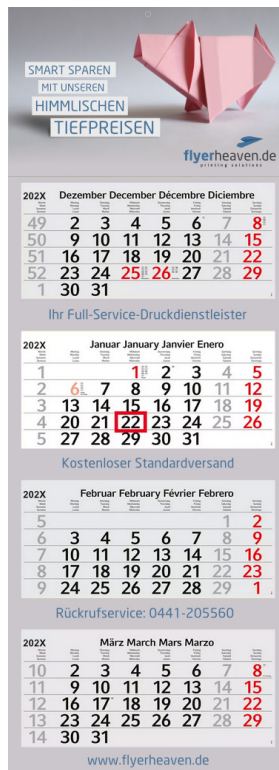 SMART SPAREN
MIT UNSEREN
HIMMLISCHEN
TIEFPREISEN
flyerheaven.de
printing solutions
202X Dezember December Décembre Diciembre
49 2 3 4 5 6 7 8
50 9 10 11 12 13 14 15
51 16 17 18 19 20 21 22
52 23 24 25 26 27 28 29
1 30 31
Ihr Full-Service-Druckdienstleister
202X Januar January Janvier Enero
1 1 2 3 4 5
2 6 7 8 9 10 11 12
3 13 14 15 16 17 18 19
4 20 21 22 23 24 25 26
5 27 28 29 30 31
Kostenloser Standardversand
202X Februar February Février Febrero
5 1 2
6 3 4 5 6 7 8 9
7 10 11 12 13 14 15 16
8 17 18 19 20 21 22 23
9 24 25 26 27 28 29 1
Rückrufservice: 0441-205560
202X März March Mars Marzo
10 2 3 4 5 6 7 8
11 9 10 11 12 13 14 15
12 16 17 18 19 20 21 22
13 23 24 25 26 27 28 29
14 30 31
www.flyerheaven.de